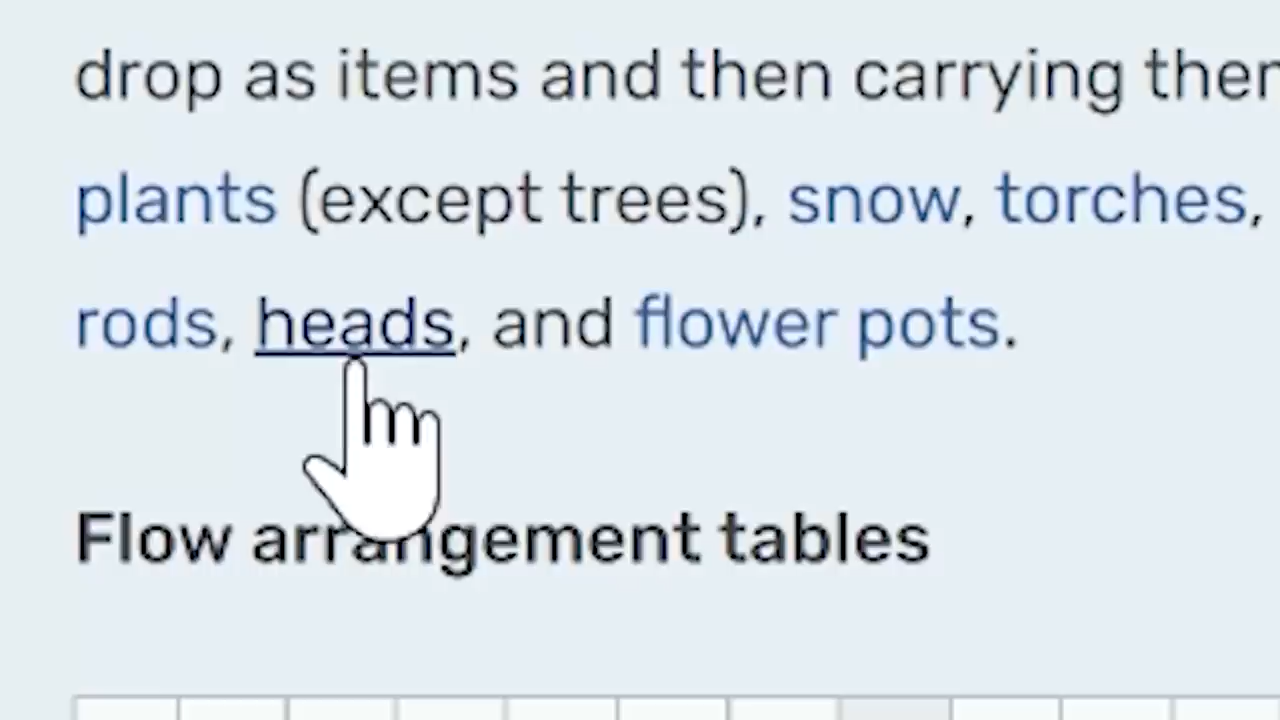 drop as items and then carrying
plants (except trees), snow, torches,
rods, heads, and flower pots.
Flow arrangement tables